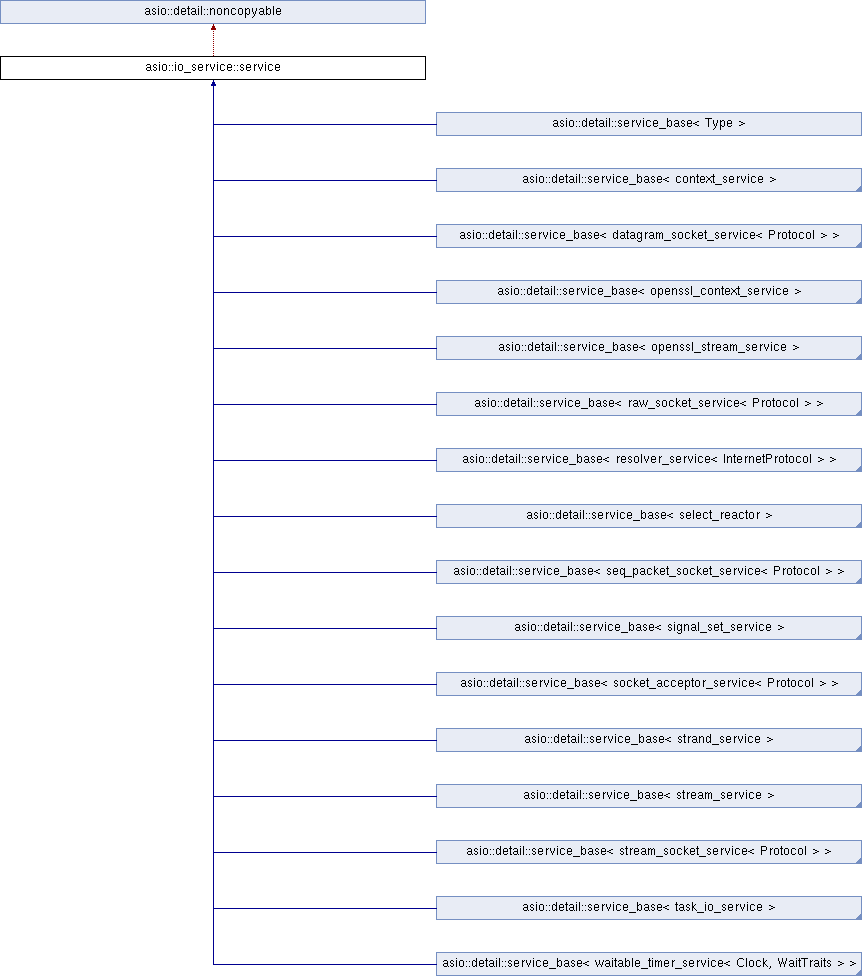 asio::detail::noncopyable
asio::io_service::service
asio::detail::service_base< Type >
asio::detail::service_base< context_service >
asio::detail::service_base< datagram_socket_service< Protocol > >
asio::detail::service_base< openssl_context_service >
asio::detail::service_base< openssl_stream_service >
asio::detail::service_base< raw_socket_service< Protocol > >
asio::detail::service_base< resolver_service< InternetProtocol > >
asio::detail::service_base< select_reactor >
asio::detail::service_base< seq_packet_socket_service< Protocol > >
asio::detail::service_base< signal_set_service >
asio::detail::service_base< socket_acceptor_service< Protocol > >
asio::detail::service_base< strand_service >
asio::detail::service_base< stream_service >
asio::detail::service_base< stream_socket_service< Protocol > >
asio::detail::service_base< task_io_service >
asio::detail::service_base< waitable_timer_service< Clock, WaitTraits > >